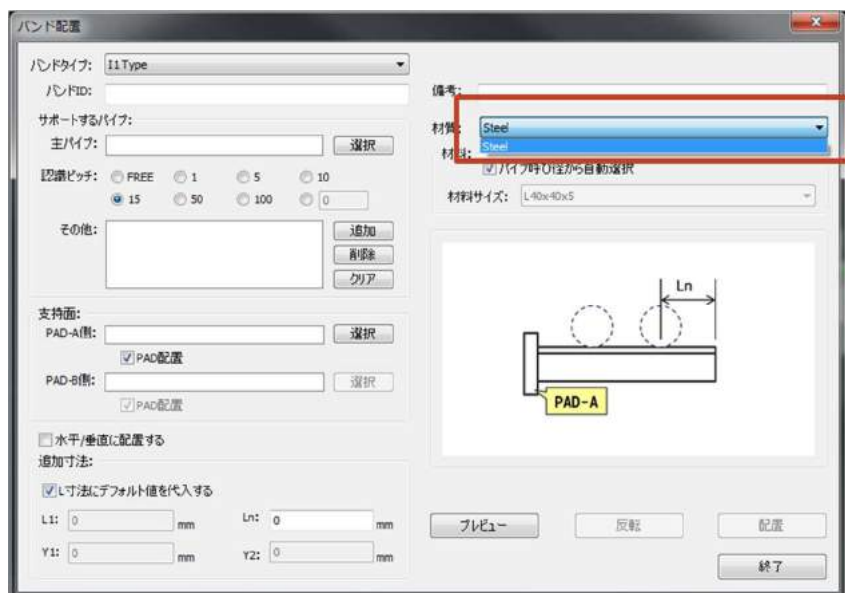 バンド配置
バンドタイプ: I1Type
バンドID:
サポートするパイプ:
主パイプ: 選択
認識ピッチ: FREE 1 5 10
15 50 100 0
その他: 追加
削除
クリア
支持面:
PAD-A側: 選択
PAD配置
PAD-B側: 選択
PAD配置
水平/垂直に配置する
追加寸法:
L寸法にデフォルト値を代入する
L1: 0 mm Ln: 0 mm
Y1: 0 mm Y2: 0 mm
備考:
材質: Steel
Steel
材料:
パイプ呼び径から自動選択
材料サイズ: L40x40x5
Ln
PAD-A
プレビュー 反転 配置
終了